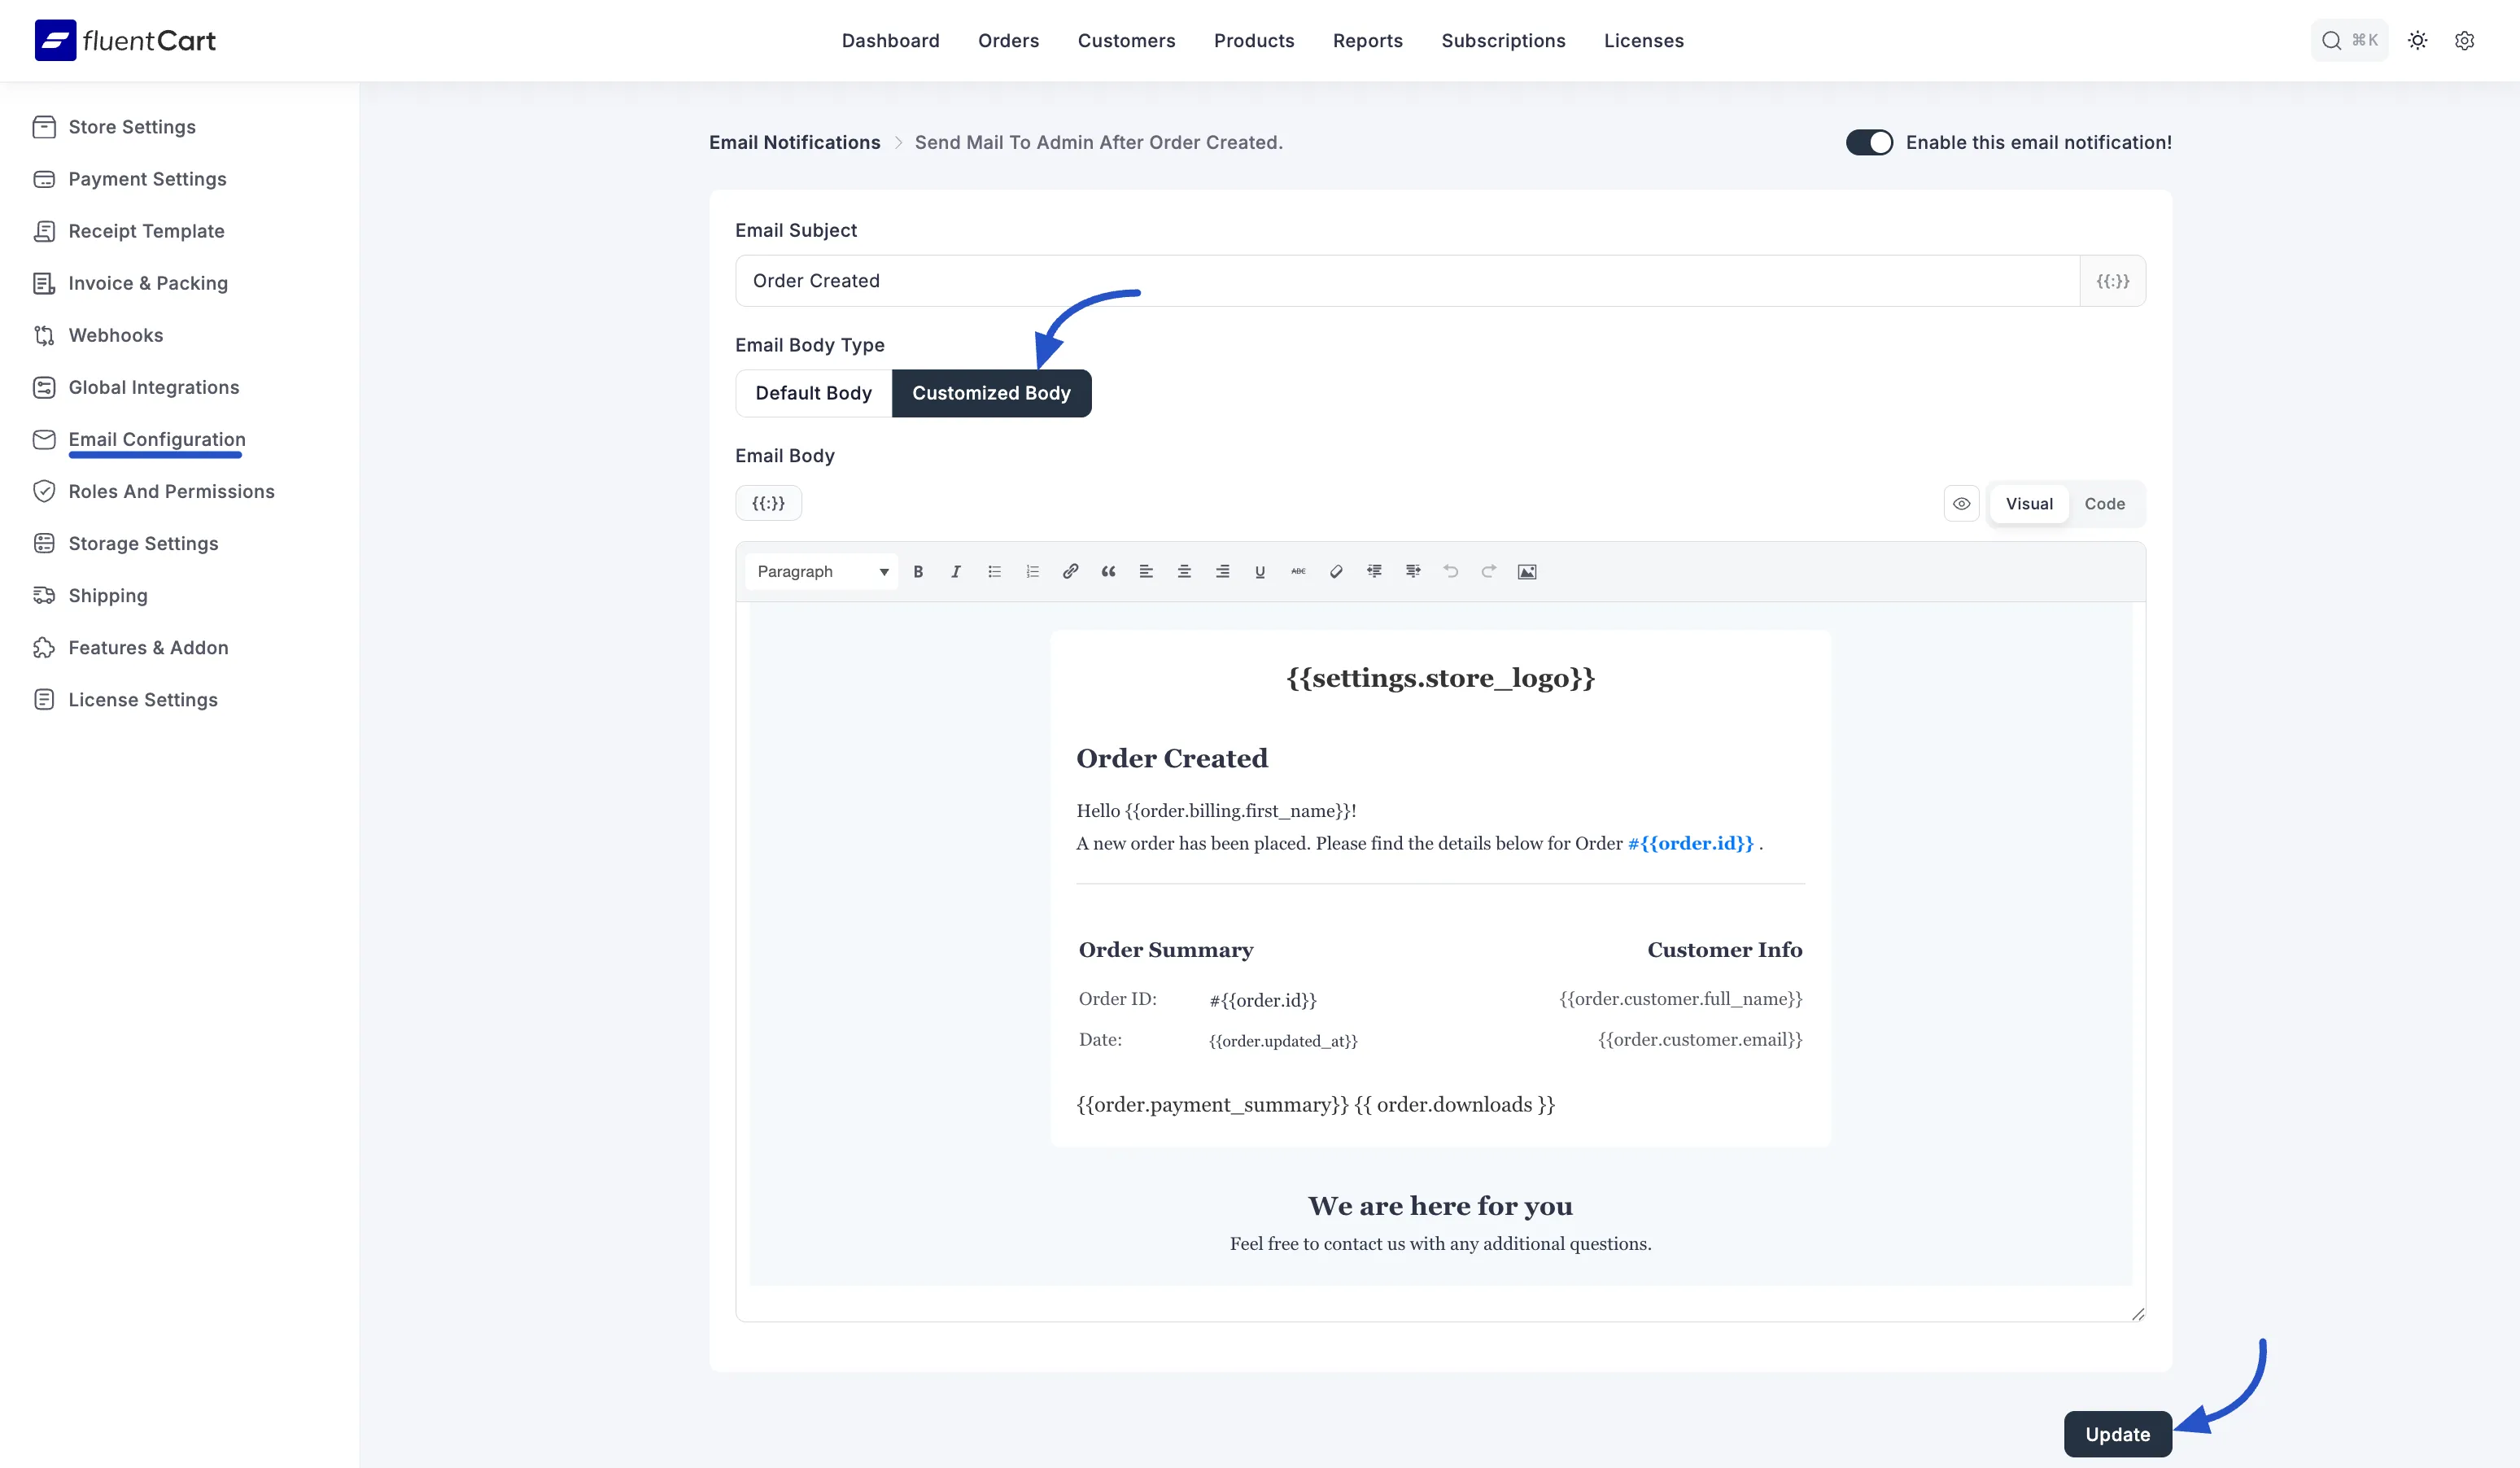 fluentCart
Dashboard Orders Customers Products Reports Subscriptions Licenses
⌘K
Store Settings
Payment Settings
Receipt Template
Invoice & Packing
Webhooks
Global Integrations
Email Configuration
Roles And Permissions
Storage Settings
Shipping
Features & Addon
License Settings
Email Notifications > Send Mail To Admin After Order Created.
Enable this email notification!
Email Subject
Order Created {{:}}
Email Body Type
Default Body Customized Body
Email Body
{{:}} Visual Code
Paragraph B I U ABC
{{settings.store_logo}}
Order Created
Hello {{order.billing.first_name}}!
A new order has been placed. Please find the details below for Order #{{order.id}} .
Order Summary Customer Info
Order ID: #{{order.id}} {{order.customer.full_name}}
Date: {{order.updated_at}} {{order.customer.email}}
{{order.payment_summary}} {{ order.downloads }}
We are here for you
Feel free to contact us with any additional questions.
Update